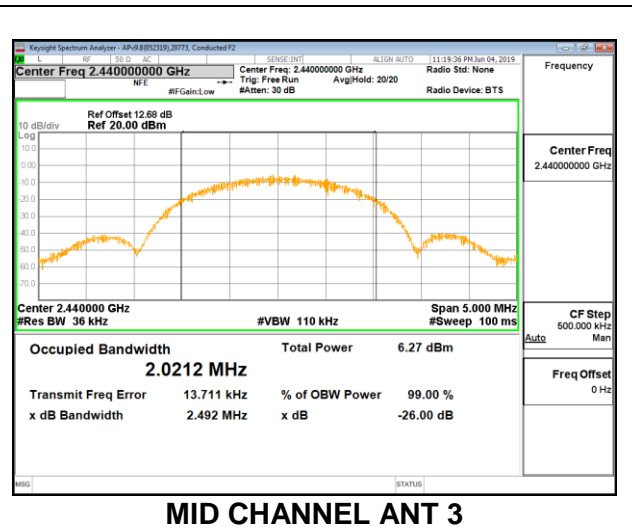 Keysight Spectrum Analyzer - APv9.8(052319),20773, Conducted F2
L RF 50 Ω AC SENSE:INT ALIGN AUTO 11:19:36 PM Jun 04, 2019
Center Freq 2.440000000 GHz Center Freq: 2.440000000 GHz Radio Std: None Frequency
NFE Trig: Free Run Avg|Hold: 20/20
#IFGain:Low #Atten: 30 dB Radio Device: BTS
Ref Offset 12.68 dB
10 dB/div Ref 20.00 dBm
Log
10.0
0.00
-10.0
-20.0
-30.0
-40.0
-50.0
-60.0
-70.0
Center Freq
2.440000000 GHz
Center 2.440000 GHz Span 5.000 MHz
#Res BW 36 kHz #VBW 110 kHz #Sweep 100 ms
CF Step
500.000 kHz
Auto Man
Occupied Bandwidth Total Power 6.27 dBm
2.0212 MHz
Transmit Freq Error 13.711 kHz % of OBW Power 99.00 %
x dB Bandwidth 2.492 MHz x dB -26.00 dB
Freq Offset
0 Hz
MSG STATUS
MID CHANNEL ANT 3